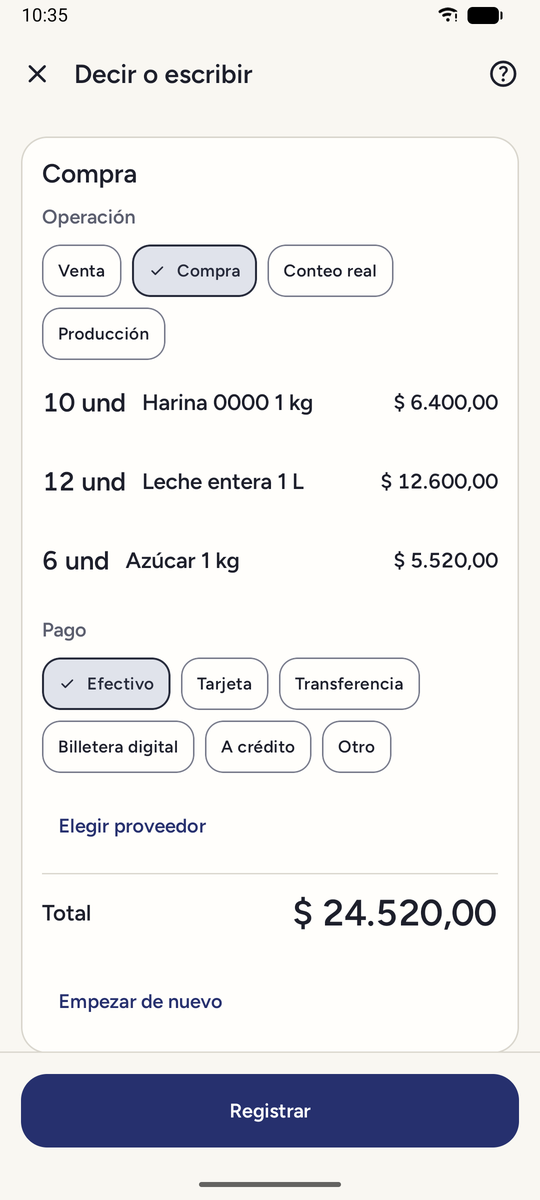 10:35
Decir o escribir
Compra
Operación
Venta Compra Conteo real
Producción
10 und Harina 0000 1 kg $ 6.400,00
12 und Leche entera 1 L $ 12.600,00
6 und Azúcar 1 kg $ 5.520,00
Pago
Efectivo Tarjeta Transferencia
Billetera digital A crédito Otro
Elegir proveedor
Total $ 24.520,00
Empezar de nuevo
Registrar